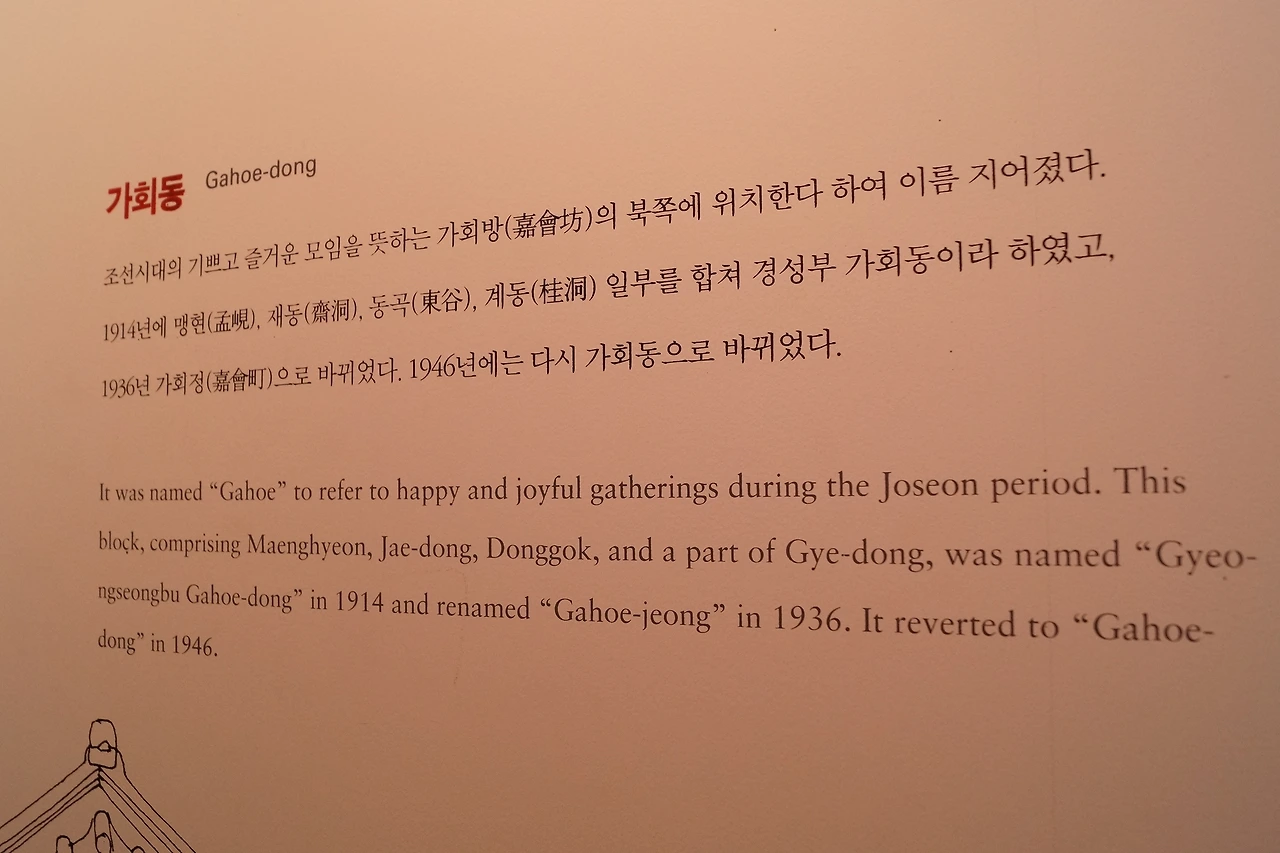 가회동 Gahoe-dong
조선시대의 기쁘고 즐거운 모임을 뜻하는 가회방(嘉會坊)의 북쪽에 위치한다 하여 이름 지어졌다.
1914년에 맹현(孟峴), 재동(齋洞), 동곡(東谷), 계동(桂洞) 일부를 합쳐 경성부 가회동이라 하였고,
1936년 가회정(嘉會町)으로 바뀌었다. 1946년에는 다시 가회동으로 바뀌었다.
It was named “Gahoe” to refer to happy and joyful gatherings during the Joseon period. This
block, comprising Maenghyeon, Jae-dong, Donggok, and a part of Gye-dong, was named “Gyeo-
ngseongbu Gahoe-dong” in 1914 and renamed “Gahoe-jeong” in 1936. It reverted to “Gahoe-
dong” in 1946.